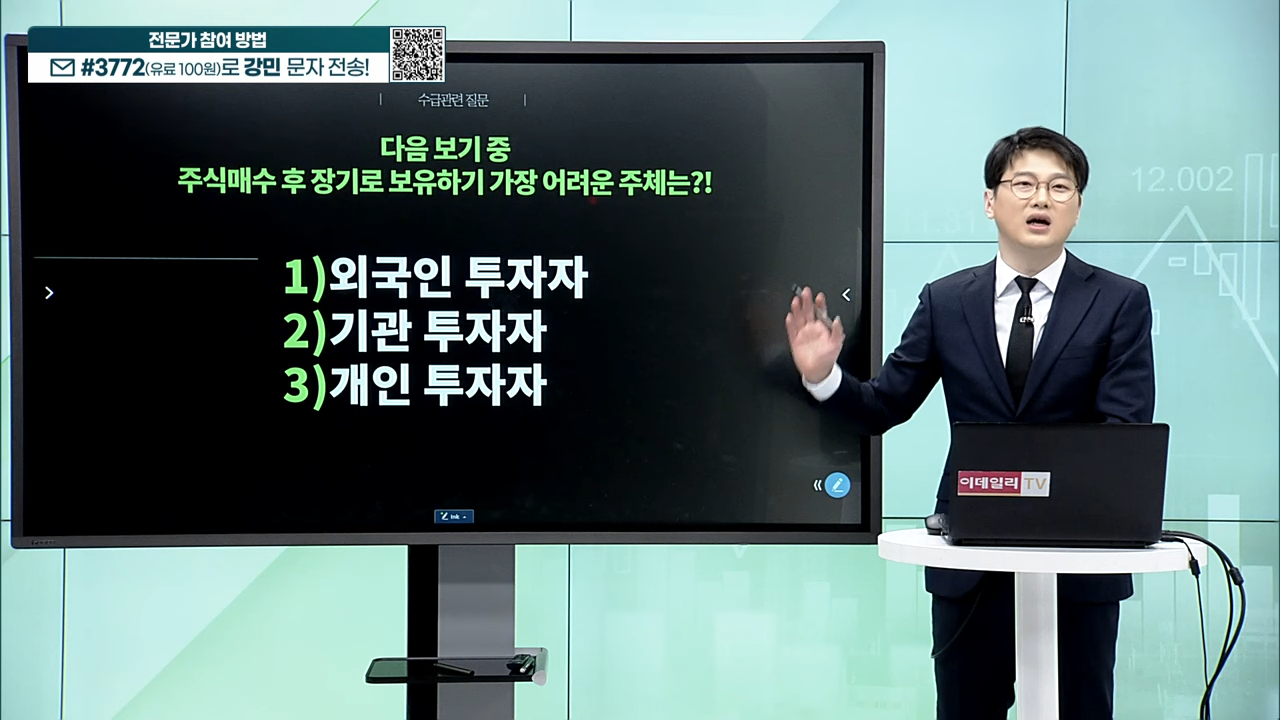 전문가 참여 방법
#3772(유료 100원)로 강민 문자 전송!
수급관련 질문
다음 보기 중
주식매수 후 장기로 보유하기 가장 어려운 주체는?!
1)외국인 투자자
2)기관 투자자
3)개인 투자자
Ink
이데일리 TV
12.002